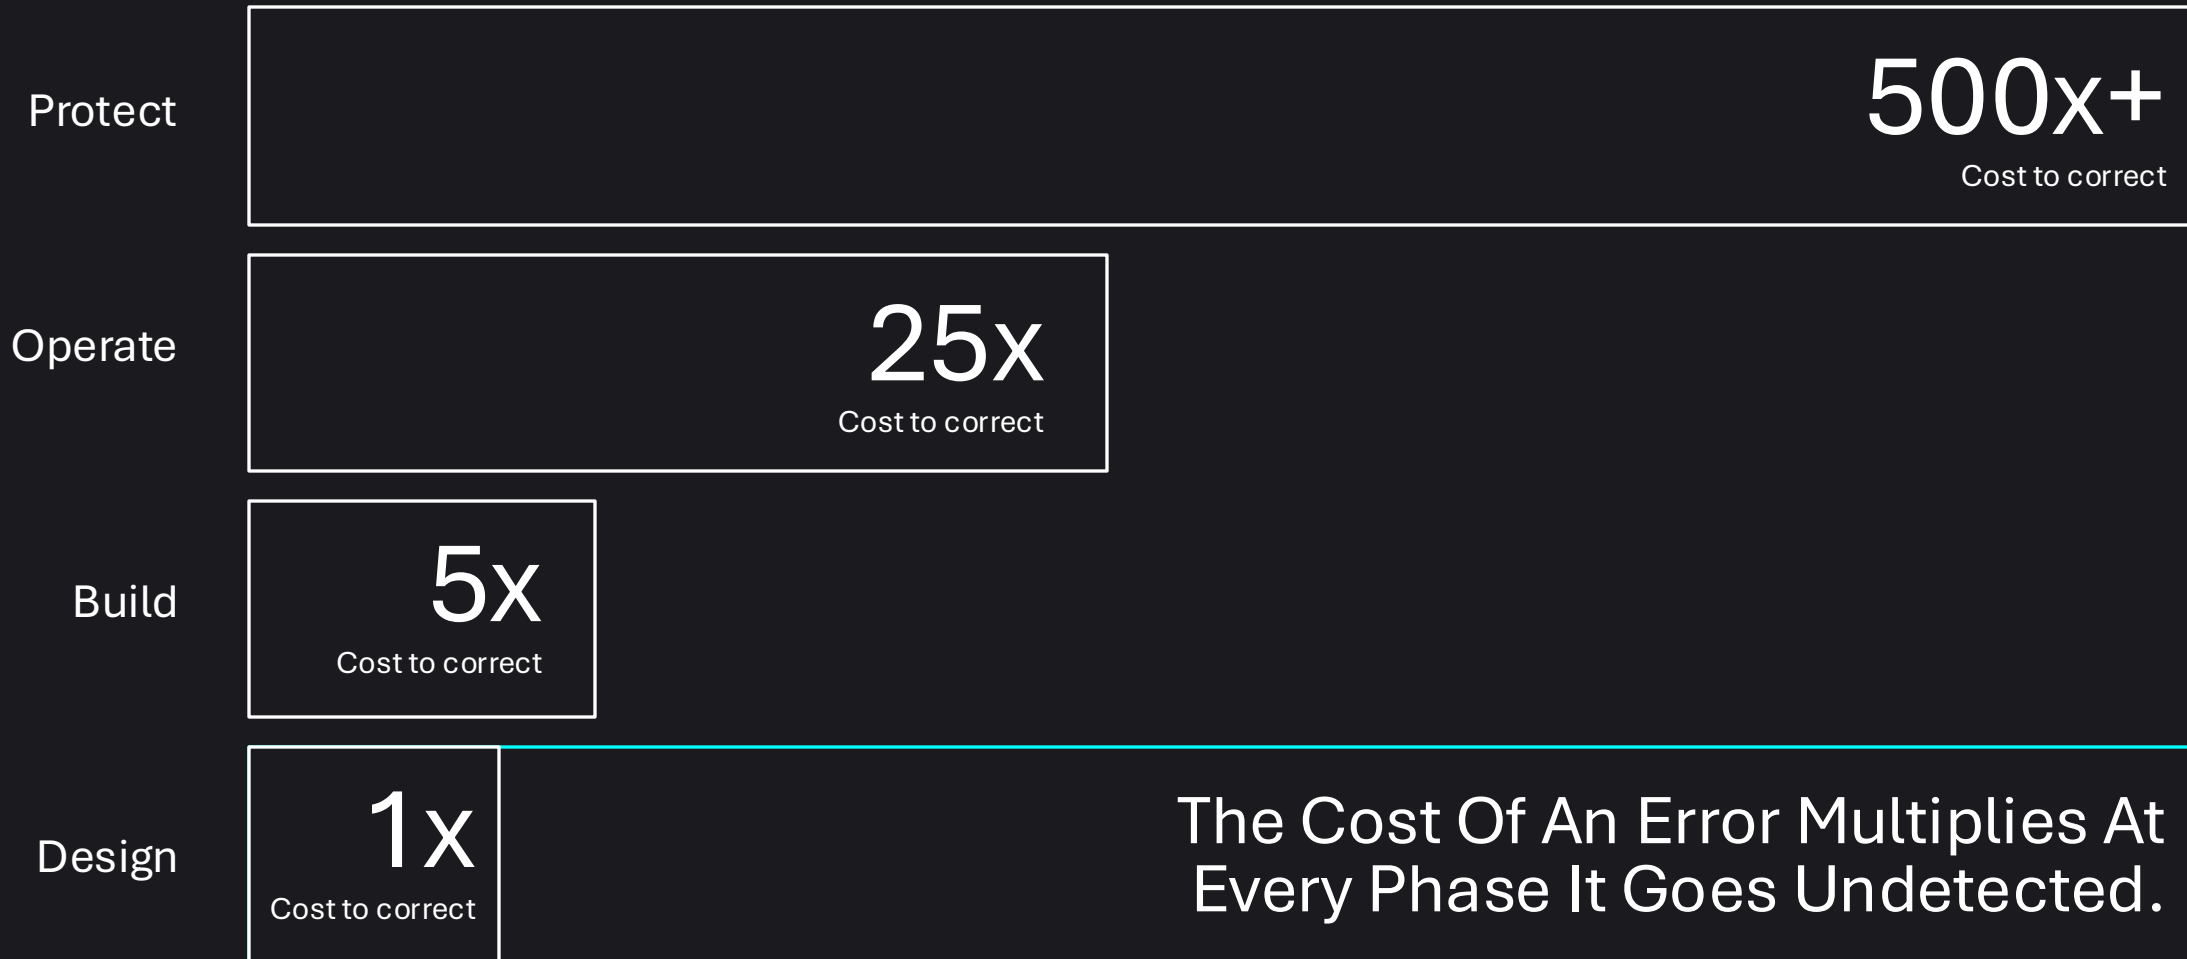 Protect
500x+
Cost to correct
Operate
25x
Cost to correct
Build
5x
Cost to correct
Design
1x
Cost to correct
The Cost Of An Error Multiplies At
Every Phase It Goes Undetected.